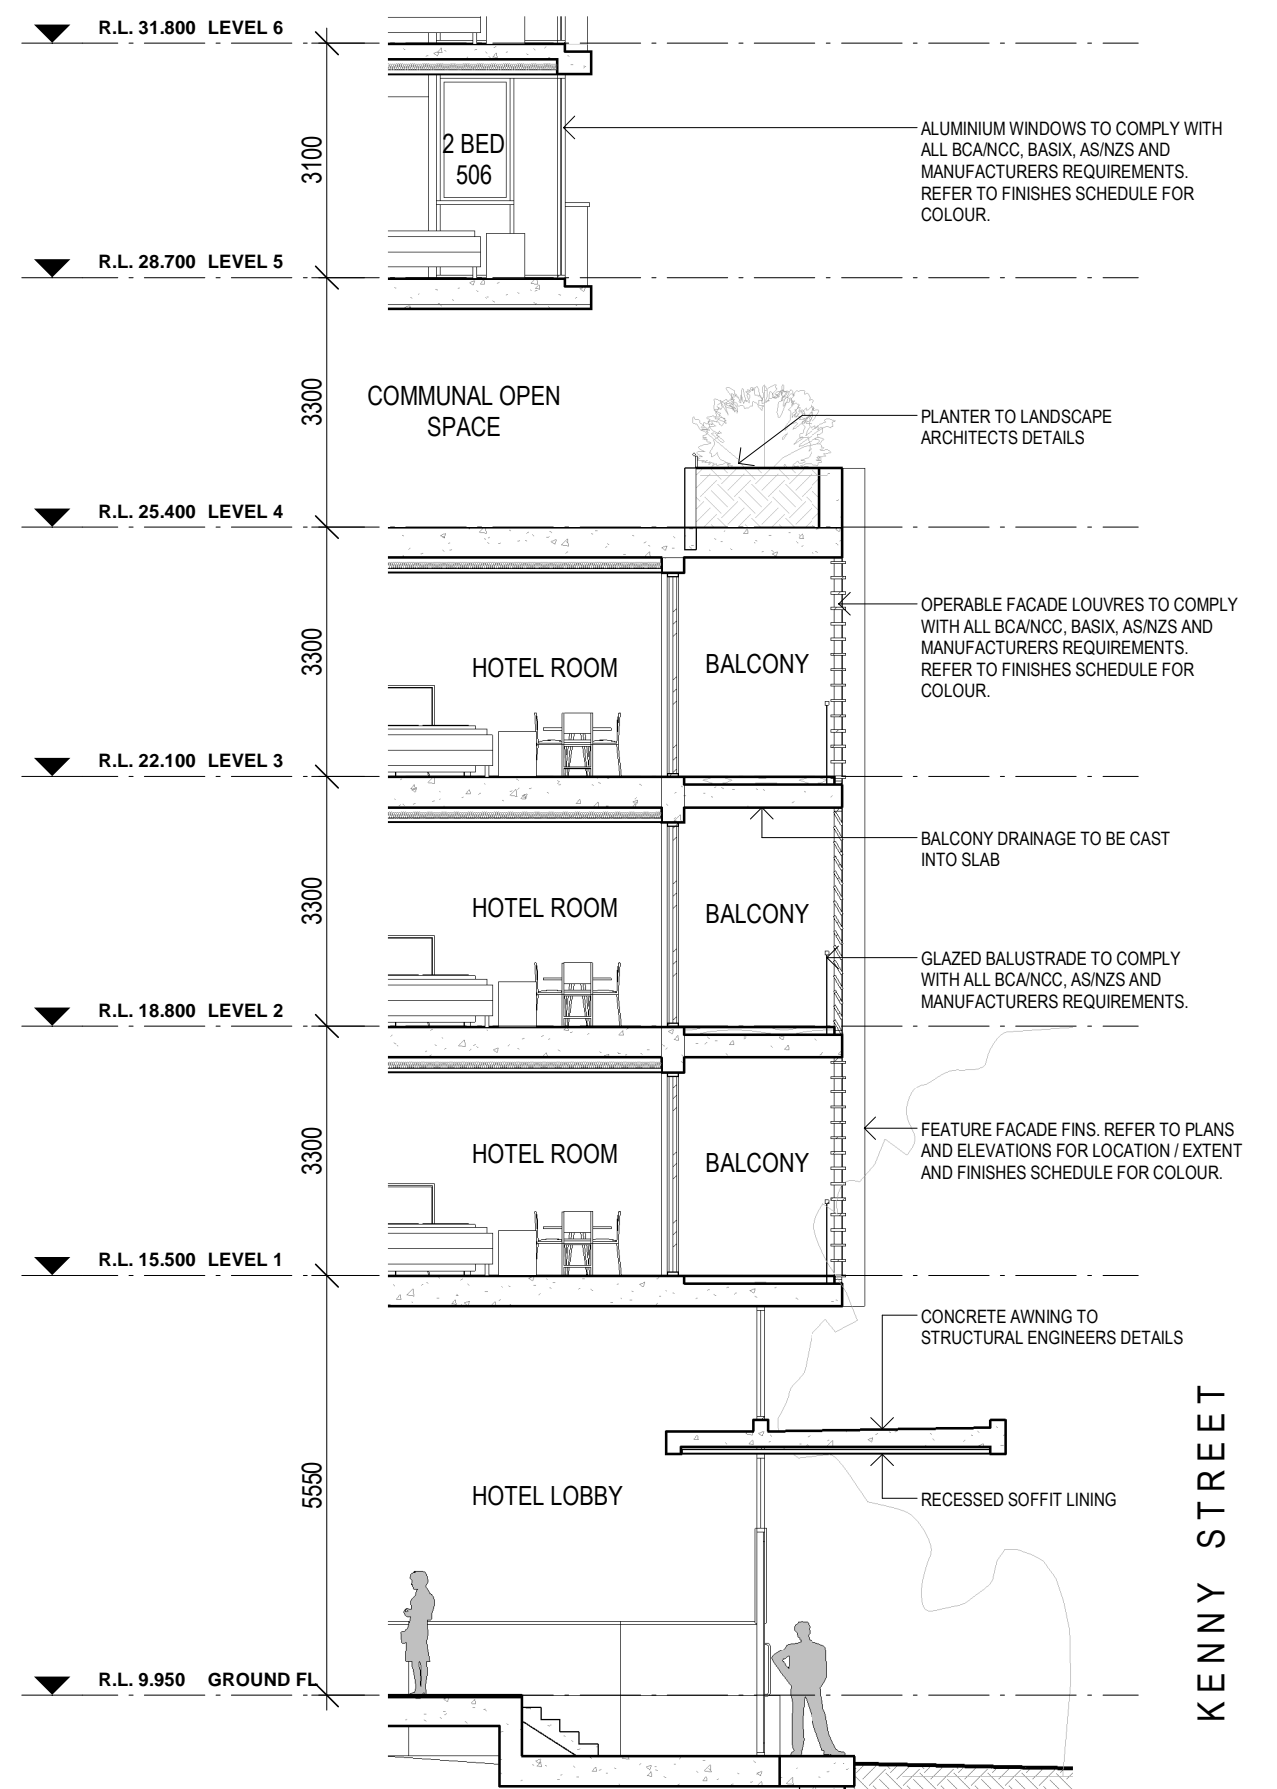 R.L. 31.800 LEVEL 6
3100
2 BED
506
ALUMINIUM WINDOWS TO COMPLY WITH
ALL BCA/NCC, BASIX, AS/NZS AND
MANUFACTURERS REQUIREMENTS.
REFER TO FINISHES SCHEDULE FOR
COLOUR.
R.L. 28.700 LEVEL 5
3300
COMMUNAL OPEN
SPACE
PLANTER TO LANDSCAPE
ARCHITECTS DETAILS
R.L. 25.400 LEVEL 4
3300
HOTEL ROOM
BALCONY
OPERABLE FACADE LOUVRES TO COMPLY
WITH ALL BCA/NCC, BASIX, AS/NZS AND
MANUFACTURERS REQUIREMENTS.
REFER TO FINISHES SCHEDULE FOR
COLOUR.
R.L. 22.100 LEVEL 3
BALCONY DRAINAGE TO BE CAST
INTO SLAB
3300
HOTEL ROOM
BALCONY
GLAZED BALUSTRADE TO COMPLY
WITH ALL BCA/NCC, AS/NZS AND
MANUFACTURERS REQUIREMENTS.
R.L. 18.800 LEVEL 2
3300
HOTEL ROOM
BALCONY
FEATURE FACADE FINS. REFER TO PLANS
AND ELEVATIONS FOR LOCATION / EXTENT
AND FINISHES SCHEDULE FOR COLOUR.
R.L. 15.500 LEVEL 1
CONCRETE AWNING TO
STRUCTURAL ENGINEERS DETAILS
5550
HOTEL LOBBY
RECESSED SOFFIT LINING
KENNY STREET
R.L. 9.950 GROUND FL